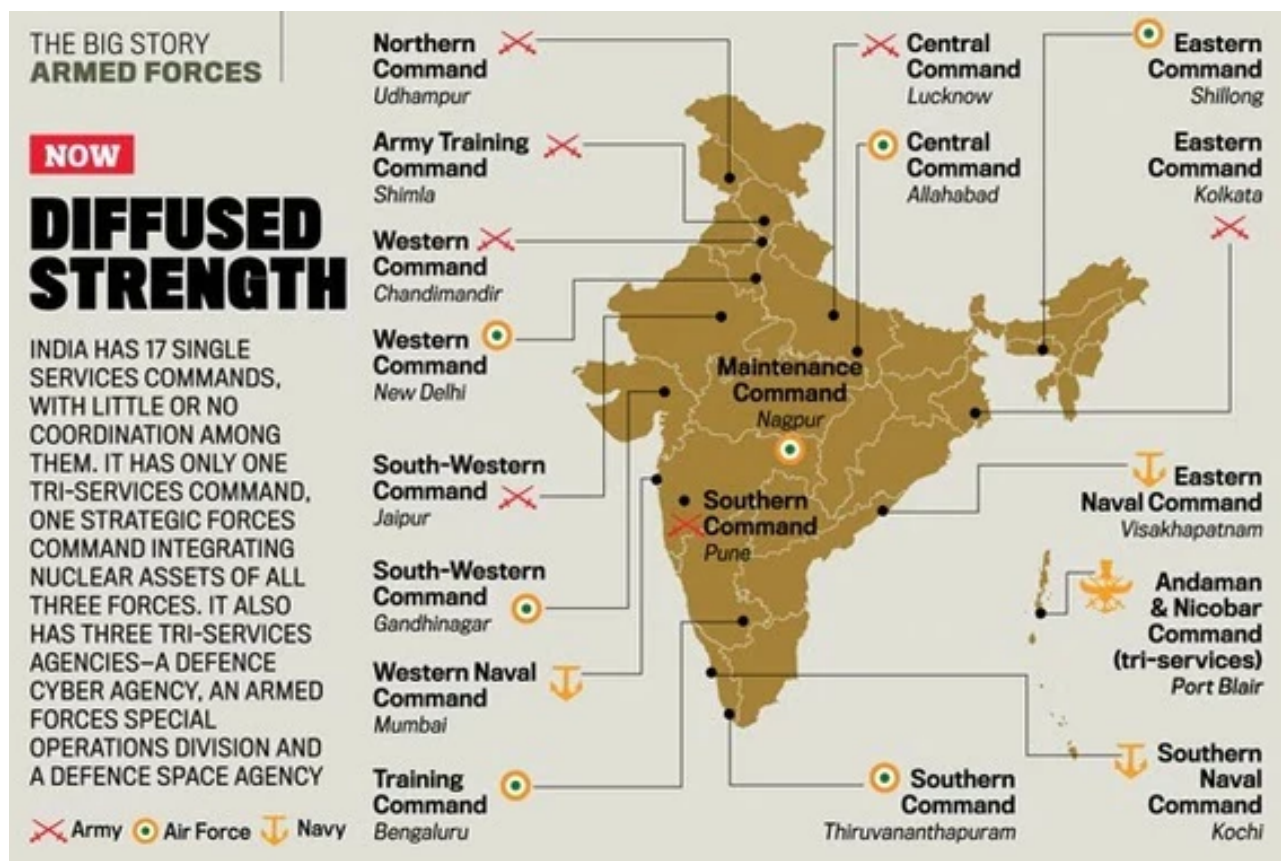 THE BIG STORY
ARMED FORCES
NOW
DIFFUSED
STRENGTH
INDIA HAS 17 SINGLE
SERVICES COMMANDS,
WITH LITTLE OR NO
COORDINATION AMONG
THEM. IT HAS ONLY ONE
TRI-SERVICES COMMAND,
ONE STRATEGIC FORCES
COMMAND INTEGRATING
NUCLEAR ASSETS OF ALL
THREE FORCES. IT ALSO
HAS THREE TRI-SERVICES
AGENCIES–A DEFENCE
CYBER AGENCY, AN ARMED
FORCES SPECIAL
OPERATIONS DIVISION AND
A DEFENCE SPACE AGENCY
Army Air Force Navy
Northern
Command
Udhampur
Army Training
Command
Shimla
Western
Command
Chandimandir
Western
Command
New Delhi
South-Western
Command
Jaipur
South-Western
Command
Gandhinagar
Western Naval
Command
Mumbai
Training
Command
Bengaluru
Central
Command
Lucknow
Central
Command
Allahabad
Maintenance
Command
Nagpur
Southern
Command
Pune
Eastern
Command
Shillong
Eastern
Command
Kolkata
Eastern
Naval Command
Visakhapatnam
Andaman
& Nicobar
Command
(tri-services)
Port Blair
Southern
Naval
Command
Kochi
Southern
Command
Thiruvananthapuram